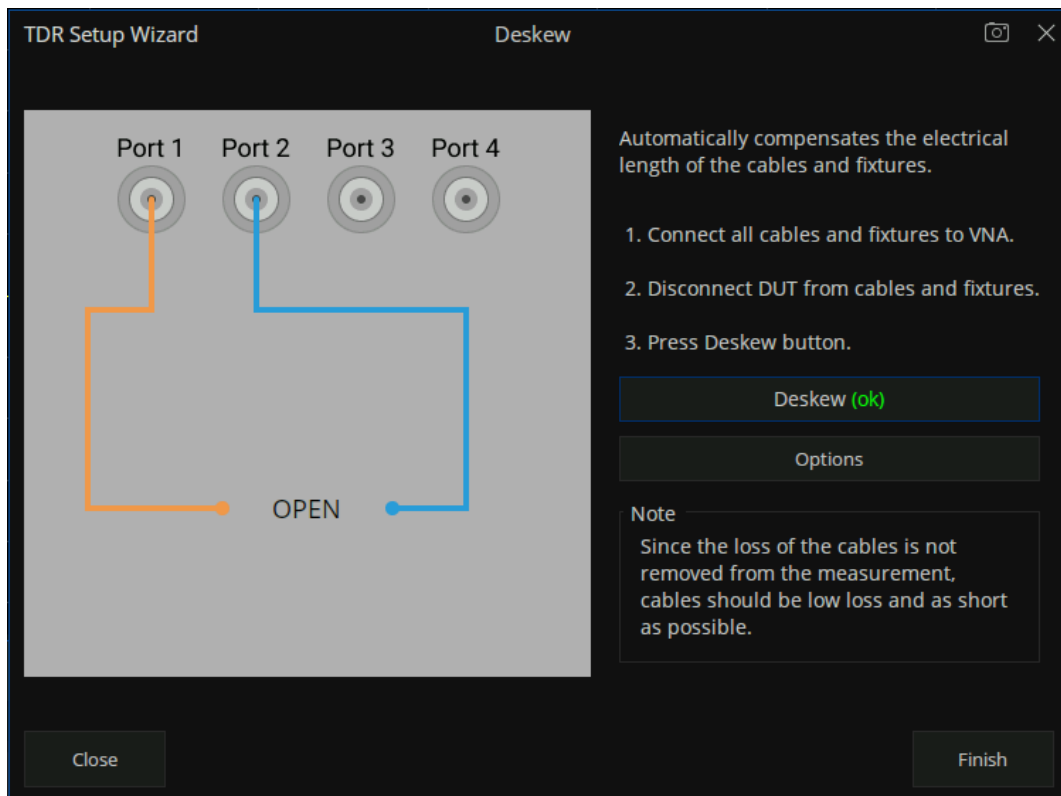 TDR Setup Wizard
Deskew
Port 1 Port 2 Port 3 Port 4
OPEN
Automatically compensates the electrical
length of the cables and fixtures.
1. Connect all cables and fixtures to VNA.
2. Disconnect DUT from cables and fixtures.
3. Press Deskew button.
Deskew (ok)
Options
Note
Since the loss of the cables is not
removed from the measurement,
cables should be low loss and as short
as possible.
Close
Finish